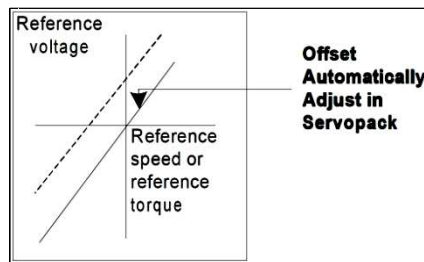 Reference
voltage
Offset
Automatically
Adjust in
Servopack
Reference
speed or
reference
torque